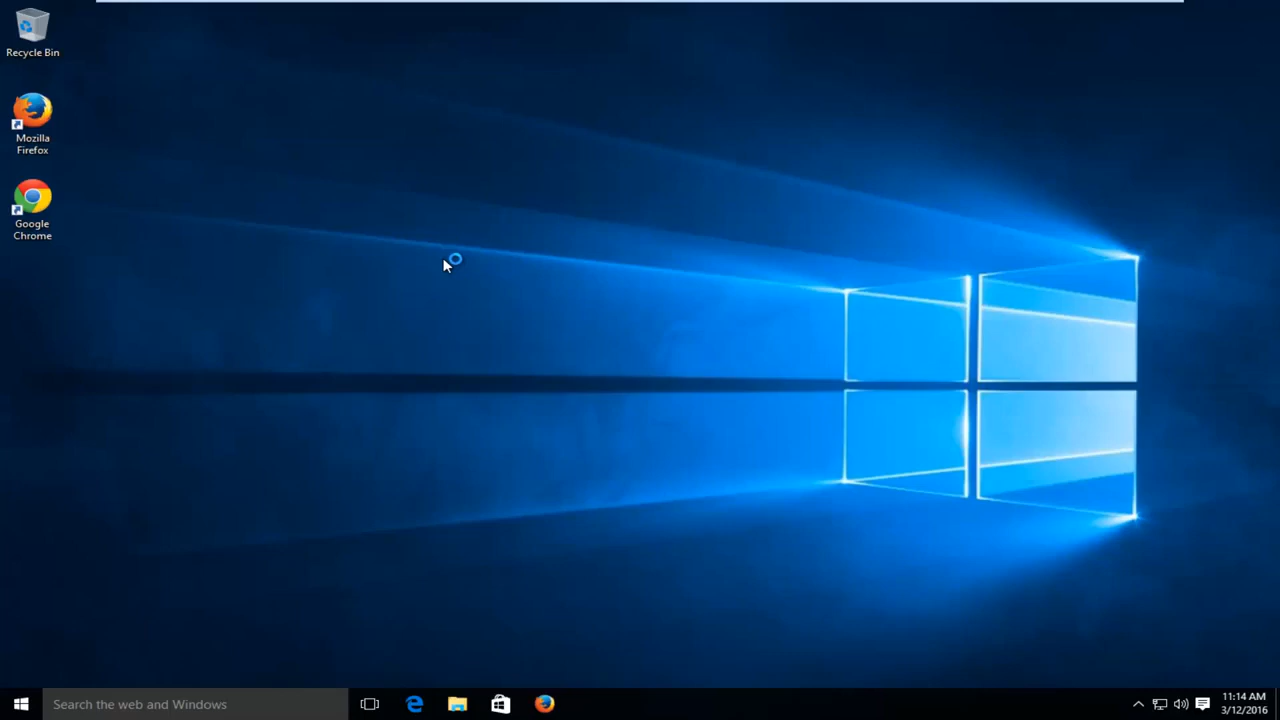 Recycle Bin
Mozilla
Firefox
Google
Chrome
Search the web and Windows
11:14 AM
3/12/2016